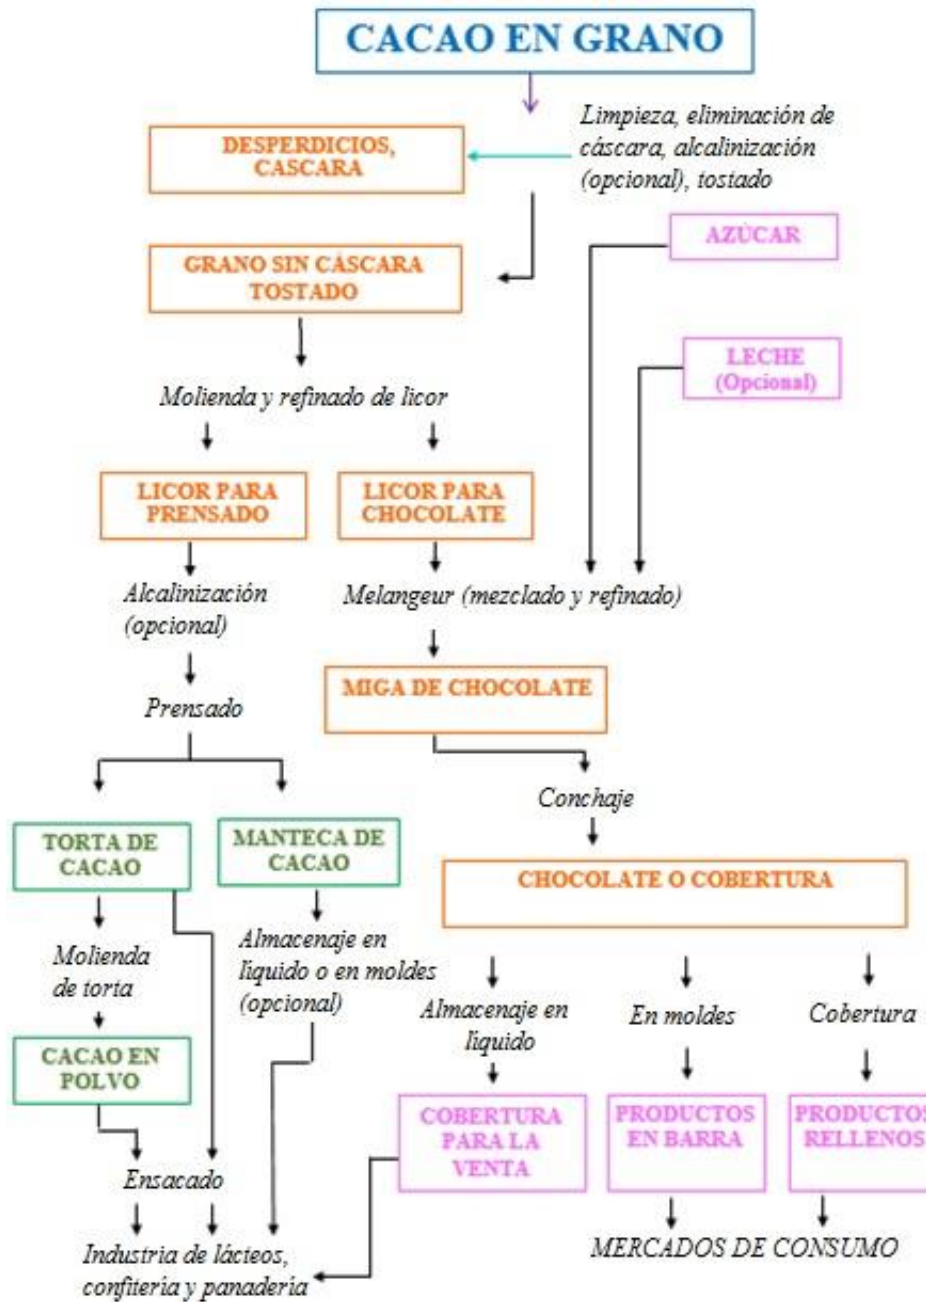 CACAO EN GRANO
Limpieza, eliminación de
cáscara, alcalinización
(opcional), tostado
DESPERDICIOS,
CASCARA
AZÚCAR
GRANO SIN CÁSCARA
TOSTADO
LECHE
(Opcional)
Molienda y refinado de licor
LICOR PARA
PRENSADO
LICOR PARA
CHOCOLATE
Alcalinización
(opcional)
Melangeur (mezclado y refinado)
MIGA DE CHOCOLATE
Prensado
Conchaje
TORTA DE
CACAO
MANTECA DE
CACAO
CHOCOLATE O COBERTURA
Molienda
de torta
Almacenaje en
líquido o en moldes
(opcional)
Almacenaje en
líquido
En moldes
Cobertura
CACAO EN
POLVO
COBERTURA
PARA LA
VENTA
PRODUCTOS
EN BARRA
PRODUCTOS
RELLENOS
Ensacado
Industria de lácteos,
confitería y panadería
MERCADOS DE CONSUMO